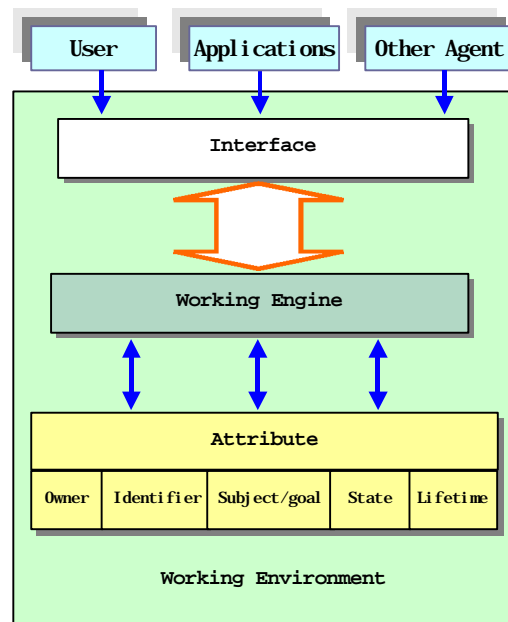 User Applications Other Agent
Interface
Working Engine
Attribute
Owner Identifier Subject/goal State Lifetime
Working Environment